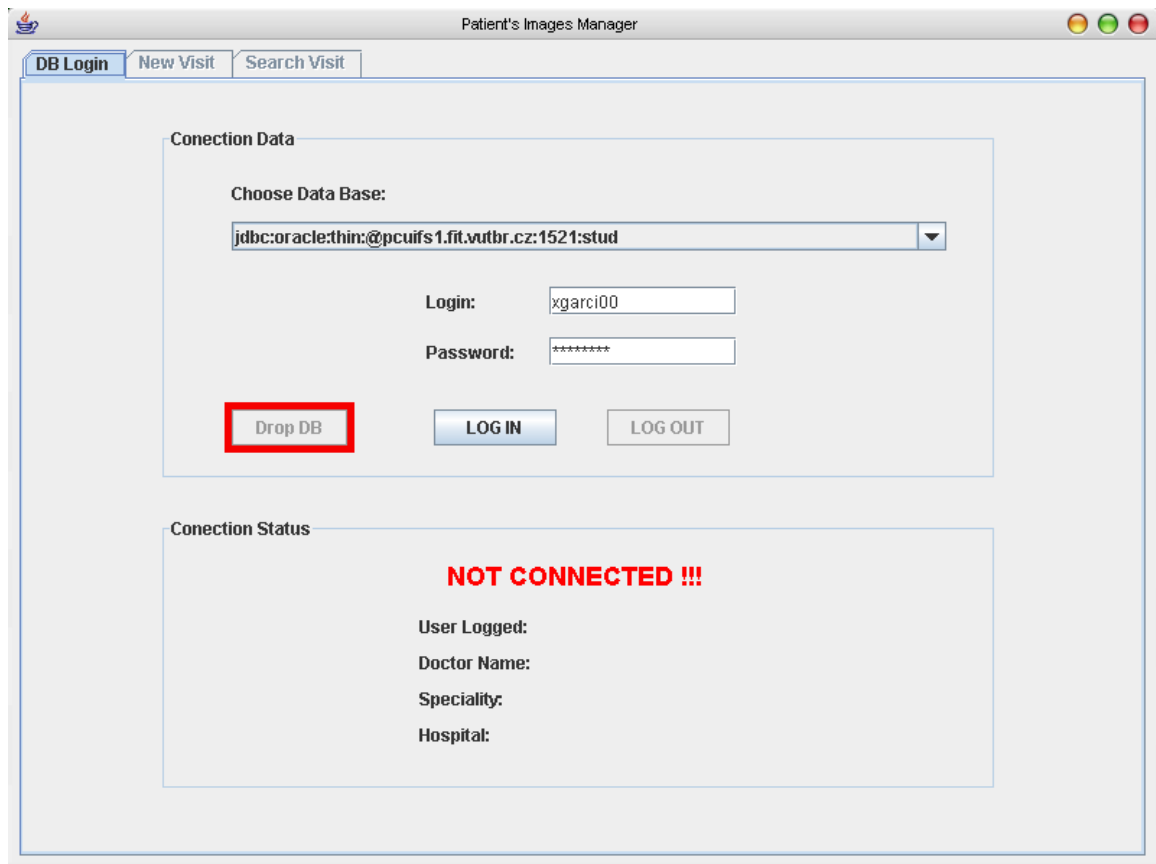 Patient's Images Manager
DB Login New Visit Search Visit
Conection Data
Choose Data Base:
jdbc:oracle:thin:@pcuifs1.fit.vutbr.cz:1521:stud
Login: xgarci00
Password: ********
Drop DB LOG IN LOG OUT
Conection Status
NOT CONNECTED !!!
User Logged:
Doctor Name:
Speciality:
Hospital: